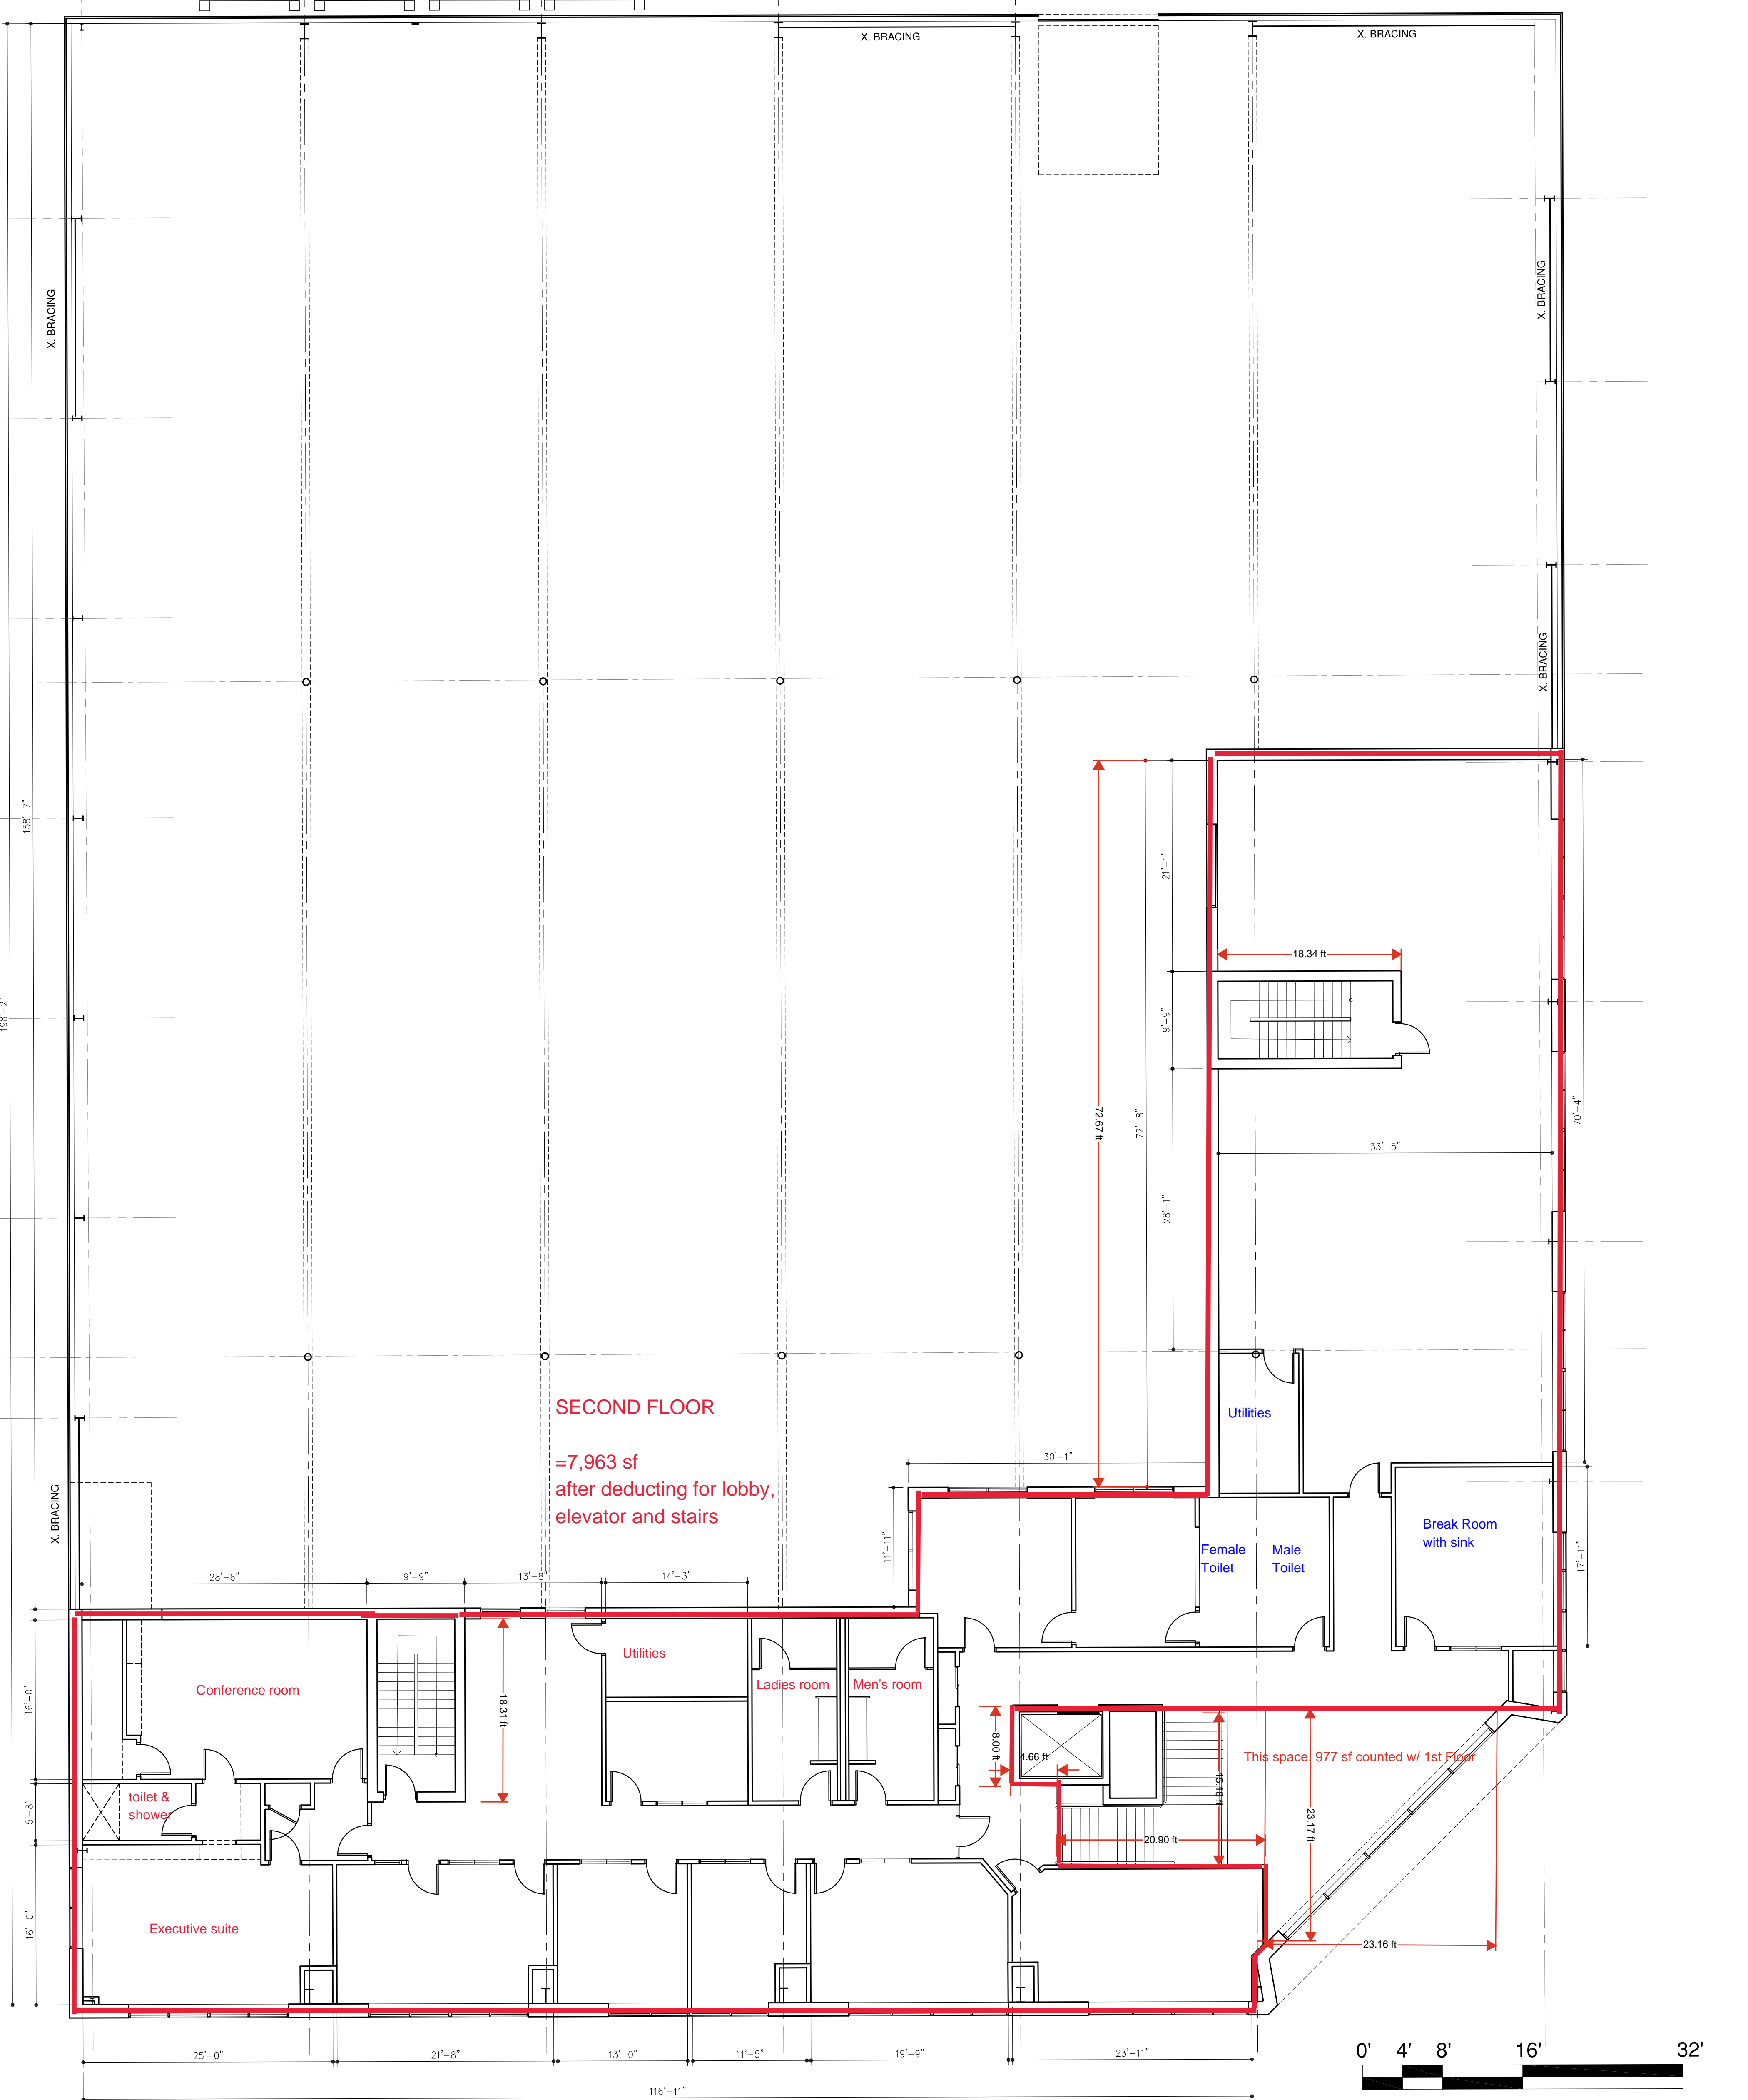 X. BRACING
X. BRACING
X. BRACING
X. BRACING
X. BRACING
158'-7"
198'-2"
21'-1"
18.34 ft
9'-9"
72.67 ft
72'-8"
70'-4"
33'-5"
28'-1"
SECOND FLOOR
=7,963 sf
after deducting for lobby,
elevator and stairs
Utilities
30'-1"
X. BRACING
11'-11"
Female
Toilet
Male
Toilet
Break Room
with sink
17'-11"
28'-6"
9'-9"
13'-8"
14'-3"
Utilities
Conference room
Ladies room
Men's room
16'-0"
18.31 ft
8.00 ft
4.66 ft
This space, 977 sf counted w/ 1st Floor
15.18 ft
23.17 ft
toilet &
shower
5'-8"
20.90 ft
Executive suite
16'-0"
23.16 ft
25'-0"
21'-8"
13'-0"
11'-5"
19'-9"
23'-11"
116'-11"
0' 4' 8' 16' 32'